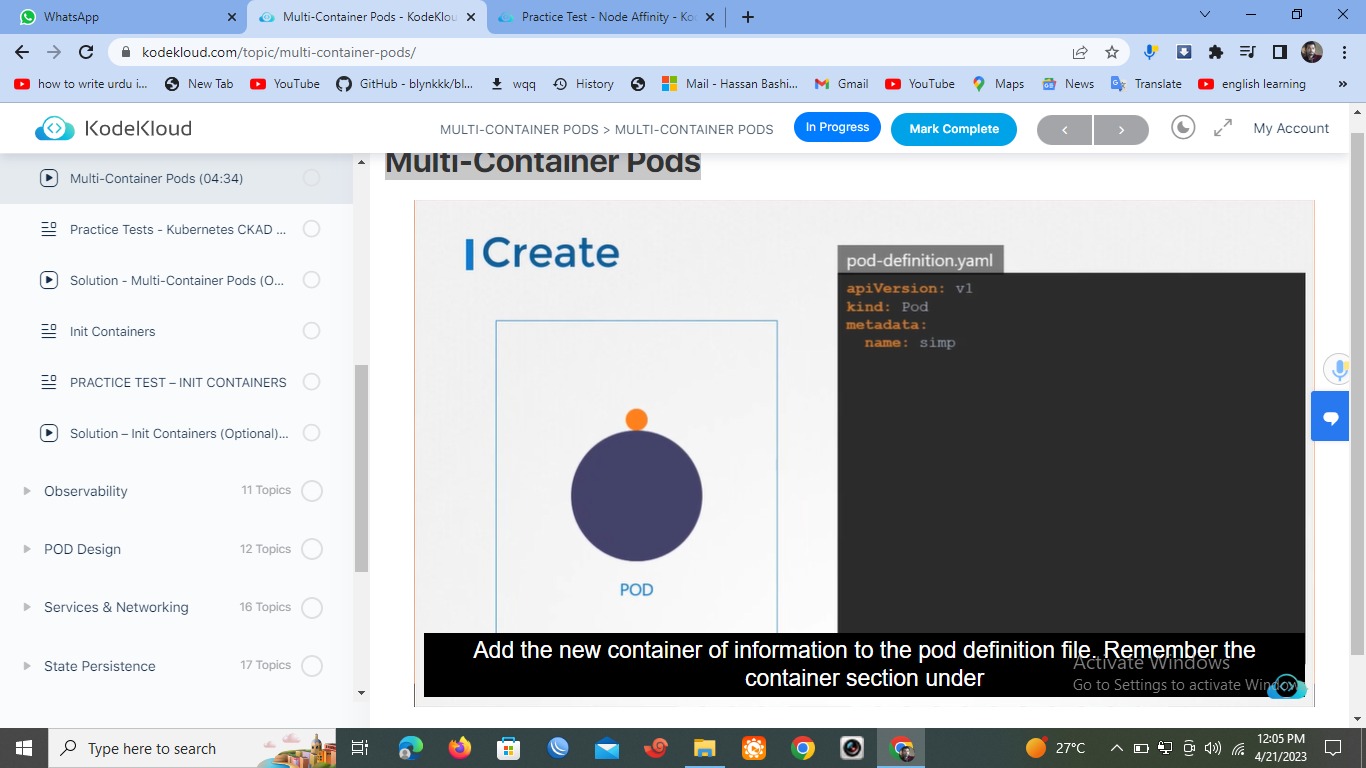 WhatsApp
Multi-Container Pods - KodeKlou
Practice Test - Node Affinity - Ko
kodekloud.com/topic/multi-container-pods/
how to write urdu i...
New Tab
YouTube
GitHub - blynkkk/bl...
wqq
History
Mail - Hassan Bashi...
Gmail
YouTube
Maps
News
Translate
english learning
»
KodeKloud
MULTI-CONTAINER PODS > MULTI-CONTAINER PODS
In Progress
Mark Complete
<
>
My Account
Multi-Container Pods (04:34)
Practice Tests - Kubernetes CKAD ...
Solution - Multi-Container Pods (O...
Init Containers
PRACTICE TEST – INIT CONTAINERS
Solution – Init Containers (Optional)...
Observability 11 Topics
POD Design 12 Topics
Services & Networking 16 Topics
State Persistence 17 Topics
Multi-Container Pods
Create
POD
pod-definition.yaml
apiVersion: v1
kind: Pod
metadata:
name: simp
Add the new container of information to the pod definition file. Remember the
container section under
Activate Windows
Go to Settings to activate Windows.
Type here to search
27°C
12:05 PM
4/21/2023